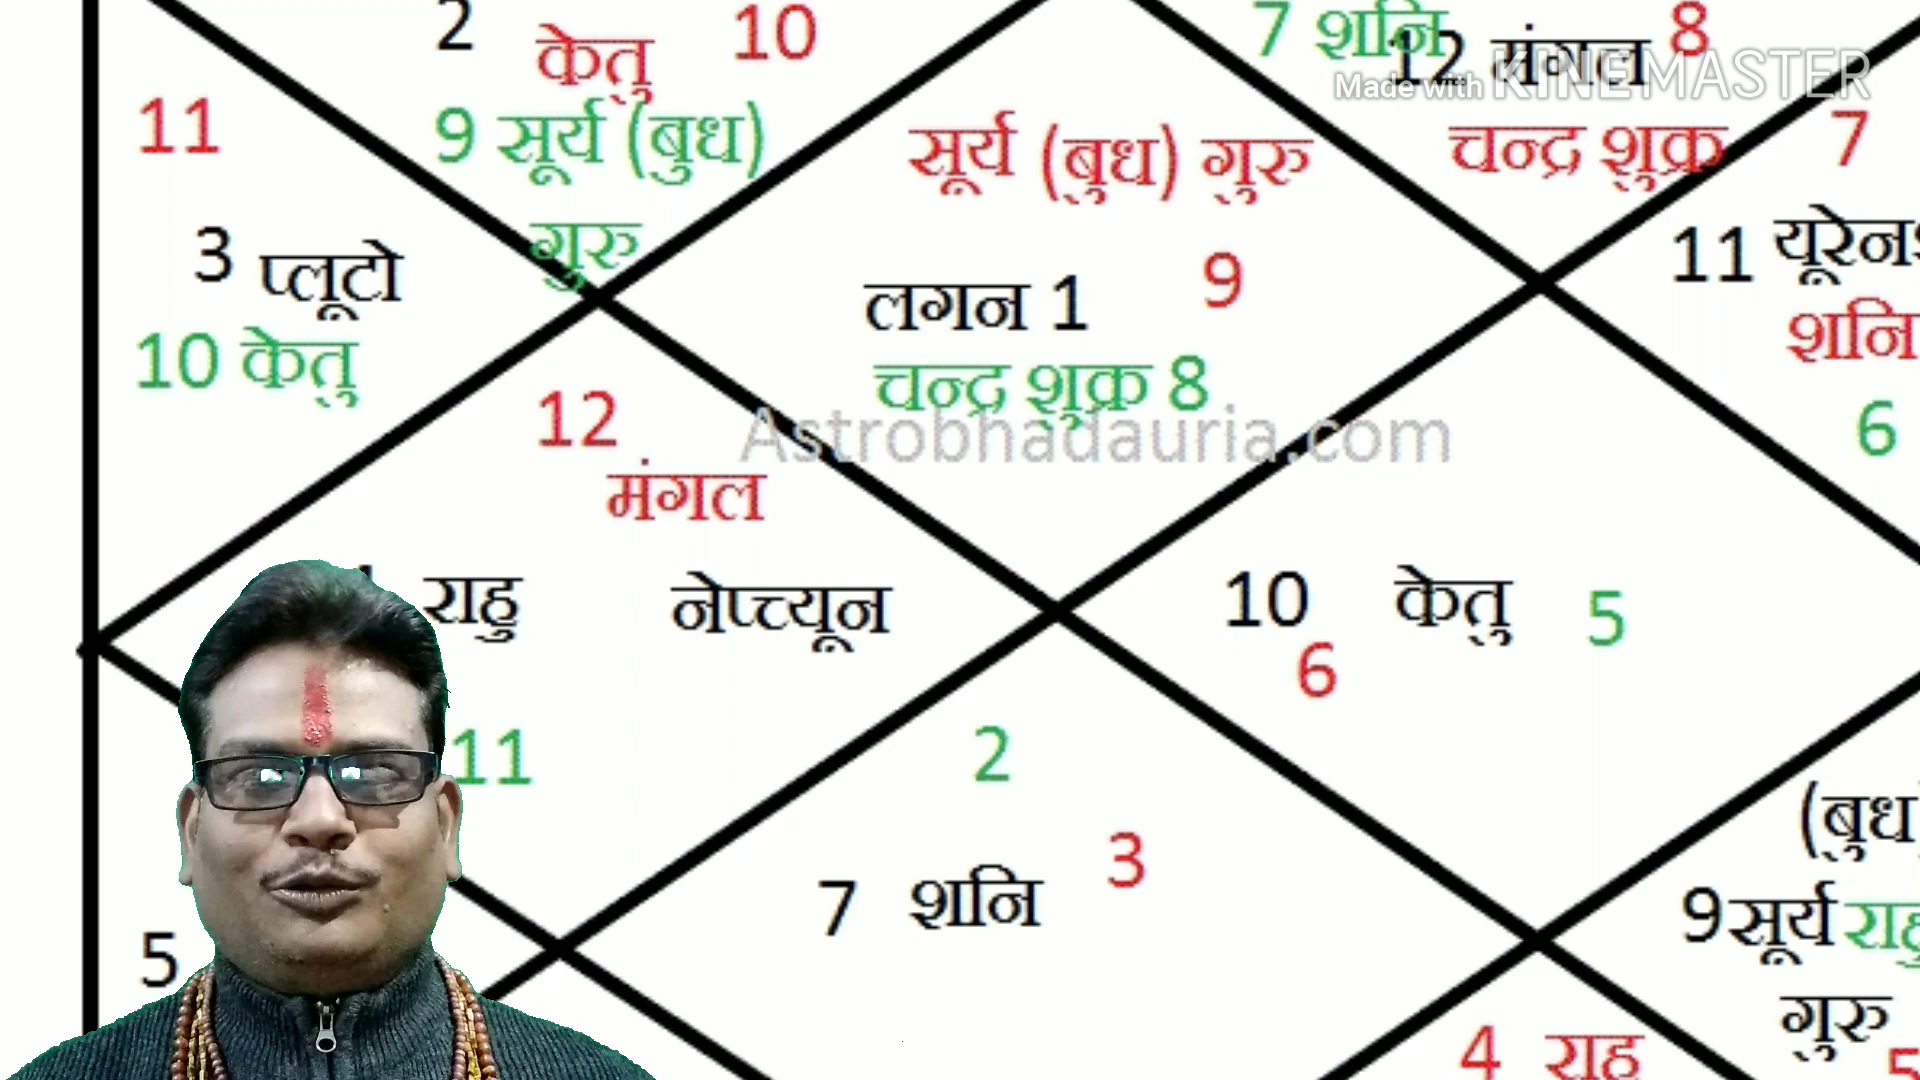 2 केतु 10
7 शनि 12 मंगल 8
Made with KINEMASTER
11
9 सूर्य (बुध)
गुरु
सूर्य (बुध) गुरु
चन्द्र शुक्र
7
3 प्लूटो
10 केतु
लगन 1 9
चन्द्र शुक्र 8
11
शनि
6
Astrobhadauria.com
12
मंगल
राहु नेप्च्यून
10 केतु 5
6
11
2
3
7 शनि
(बुध
9 सूर्य
गुरु
5
4
5